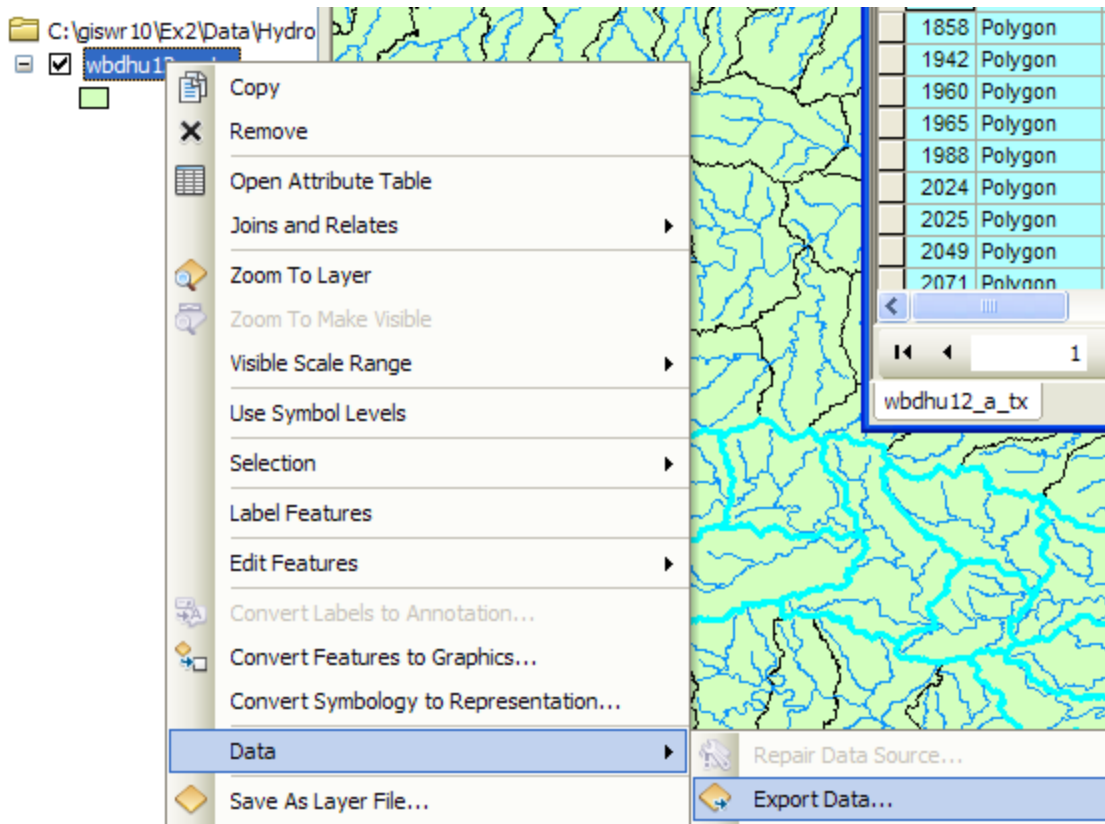 C:\giswr10\Ex2\Data\Hydro
wbdhu12
Copy
Remove
Open Attribute Table
Joins and Relates
Zoom To Layer
Zoom To Make Visible
Visible Scale Range
Use Symbol Levels
Selection
Label Features
Edit Features
Convert Labels to Annotation...
Convert Features to Graphics...
Convert Symbology to Representation...
Data
Save As Layer File...
Repair Data Source...
Export Data...
1858 Polygon
1942 Polygon
1960 Polygon
1965 Polygon
1988 Polygon
2024 Polygon
2025 Polygon
2049 Polygon
2071 Polygon
1
wbdhu12_a_tx